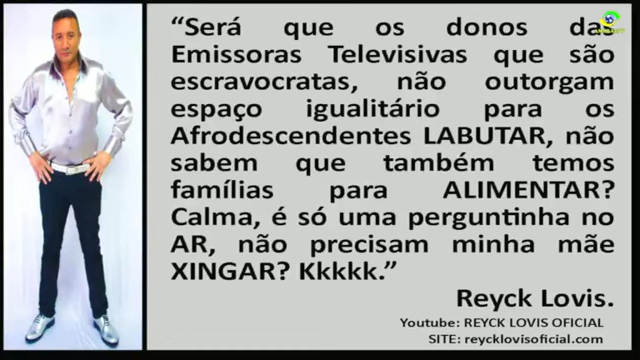 “Será que os donos das
Emissoras Televisivas que são
escravocratas, não outorgam
espaço igualitário para os
Afrodescendentes LABUTAR, não
sabem que também temos
famílias para ALIMENTAR?
Calma, é só uma perguntinha no
AR, não precisam minha mãe
XINGAR? Kkkkk.”
Reyck Lovis.
Youtube: REYCK LOVIS OFICIAL
SITE: reycklovisoficial.com